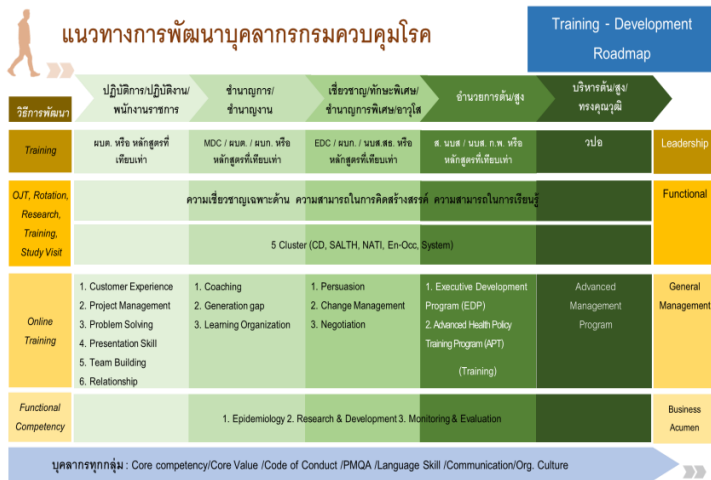 แนวทางการพัฒนาบุคลากรกรมควบคุมโรค
Training - Development
Roadmap
วิธีการพัฒนา
ปฏิบัติการ/ปฏิบัติงาน/
พนักงานราชการ
ชำนาญการ/
ชำนาญงาน
เชี่ยวชาญ/ทักษะพิเศษ/
ชำนาญการพิเศษ/อาวุโส
อำนวยการต้น/สูง
บริหารต้น/สูง/
ทรงคุณวุฒิ
Training
ผบต. หรือ หลักสูตรที่
เทียบเท่า
MDC / ผบต. / ผบก. หรือ
หลักสูตรที่เทียบเท่า
EDC / ผบก. / นบส.สธ. หรือ
หลักสูตรที่เทียบเท่า
ส. นบส / นบส. ก.พ. หรือ
หลักสูตรที่เทียบเท่า
วปอ
Leadership
OJT, Rotation,
Research,
Training,
Study Visit
ความเชี่ยวชาญเฉพาะด้าน ความสามารถในการคิดสร้างสรรค์ ความสามารถในการเรียนรู้
5 Cluster (CD, SALTH, NATI, En-Occ, System)
Functional
Online
Training
1. Customer Experience
2. Project Management
3. Problem Solving
4. Presentation Skill
5. Team Building
6. Relationship
1. Coaching
2. Generation gap
3. Learning Organization
1. Persuasion
2. Change Management
3. Negotiation
1. Executive Development
Program (EDP)
2. Advanced Health Policy
Training Program (APT)
(Training)
Advanced
Management
Program
General
Management
Functional
Competency
1. Epidemiology 2. Research & Development 3. Monitoring & Evaluation
Business
Acumen
บุคลากรทุกกลุ่ม : Core competency/Core Value /Code of Conduct /PMQA /Language Skill /Communication/Org. Culture